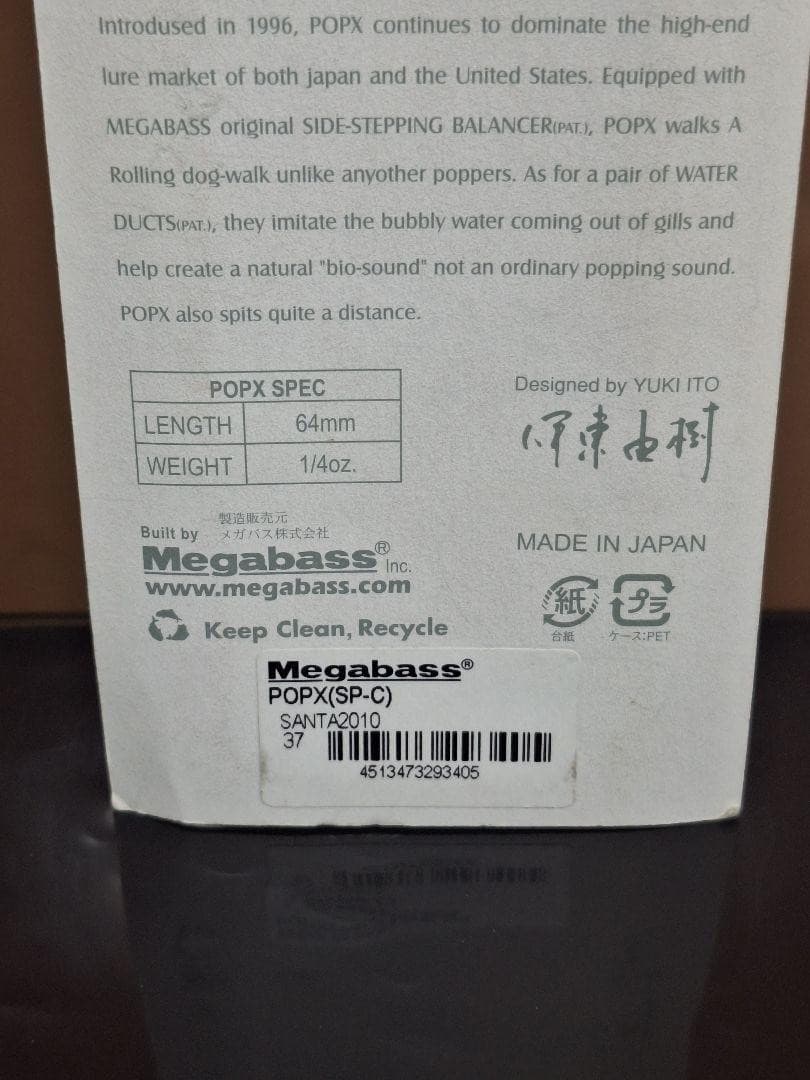 Introdused in 1996, POPX continues to dominate the high-end
lure market of both japan and the United States. Equipped with
MEGABASS original SIDE-STEPPING BALANCER(PAT.), POPX walks A
Rolling dog-walk unlike anyother poppers. As for a pair of WATER
DUCTS(PAT.), they imitate the bubbly water coming out of gills and
help create a natural "bio-sound" not an ordinary popping sound.
POPX also spits quite a distance.
POPX SPEC
LENGTH 64mm
WEIGHT 1/4oz.
Designed by YUKI ITO
伊東由樹
製造販売元
Built by メガバス株式会社
Megabass® Inc.
www.megabass.com
Keep Clean, Recycle
MADE IN JAPAN
紙 プラ
台紙 ケース:PET
Megabass®
POPX(SP-C)
SANTA2010
37
4513473293405